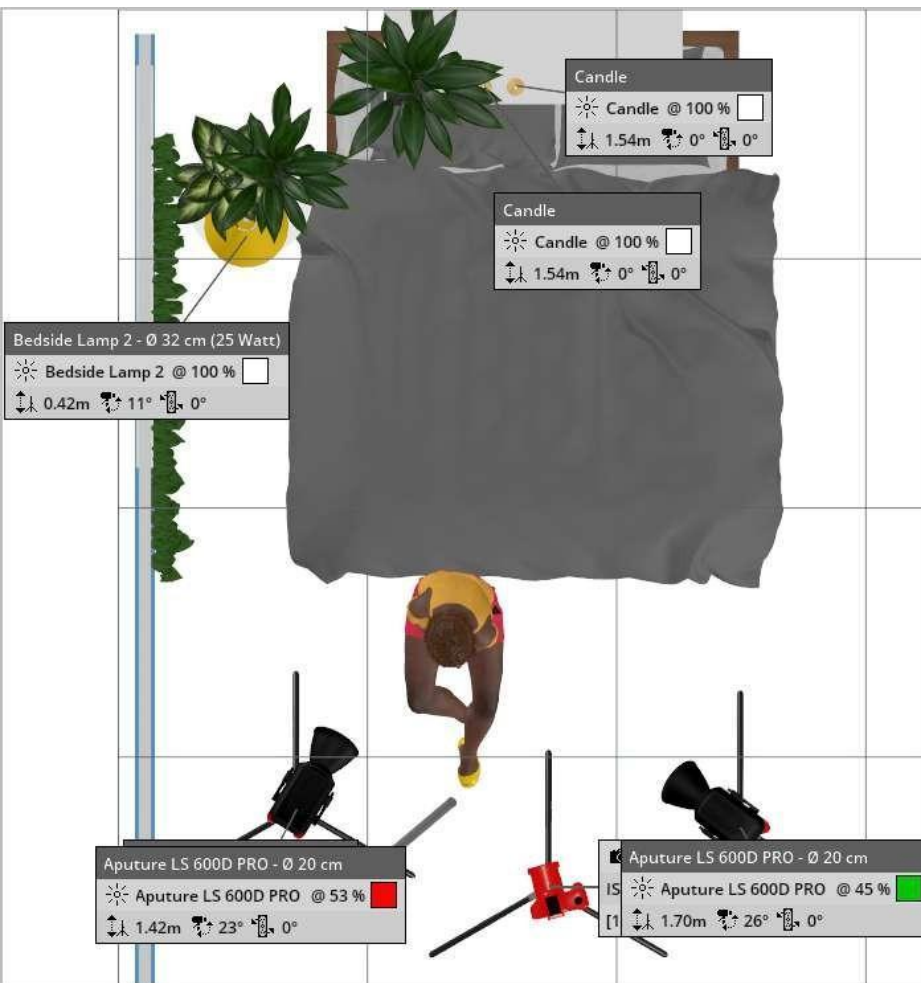 Candle
Candle @ 100 %
1.54m 0° 0°
Candle
Candle @ 100 %
1.54m 0° 0°
Bedside Lamp 2 - Ø 32 cm (25 Watt)
Bedside Lamp 2 @ 100 %
0.42m 11° 0°
Aputure LS 600D PRO - Ø 20 cm
Aputure LS 600D PRO @ 53 %
1.42m 23° 0°
IS
[1
Aputure LS 600D PRO - Ø 20 cm
Aputure LS 600D PRO @ 45 %
1.70m 26° 0°